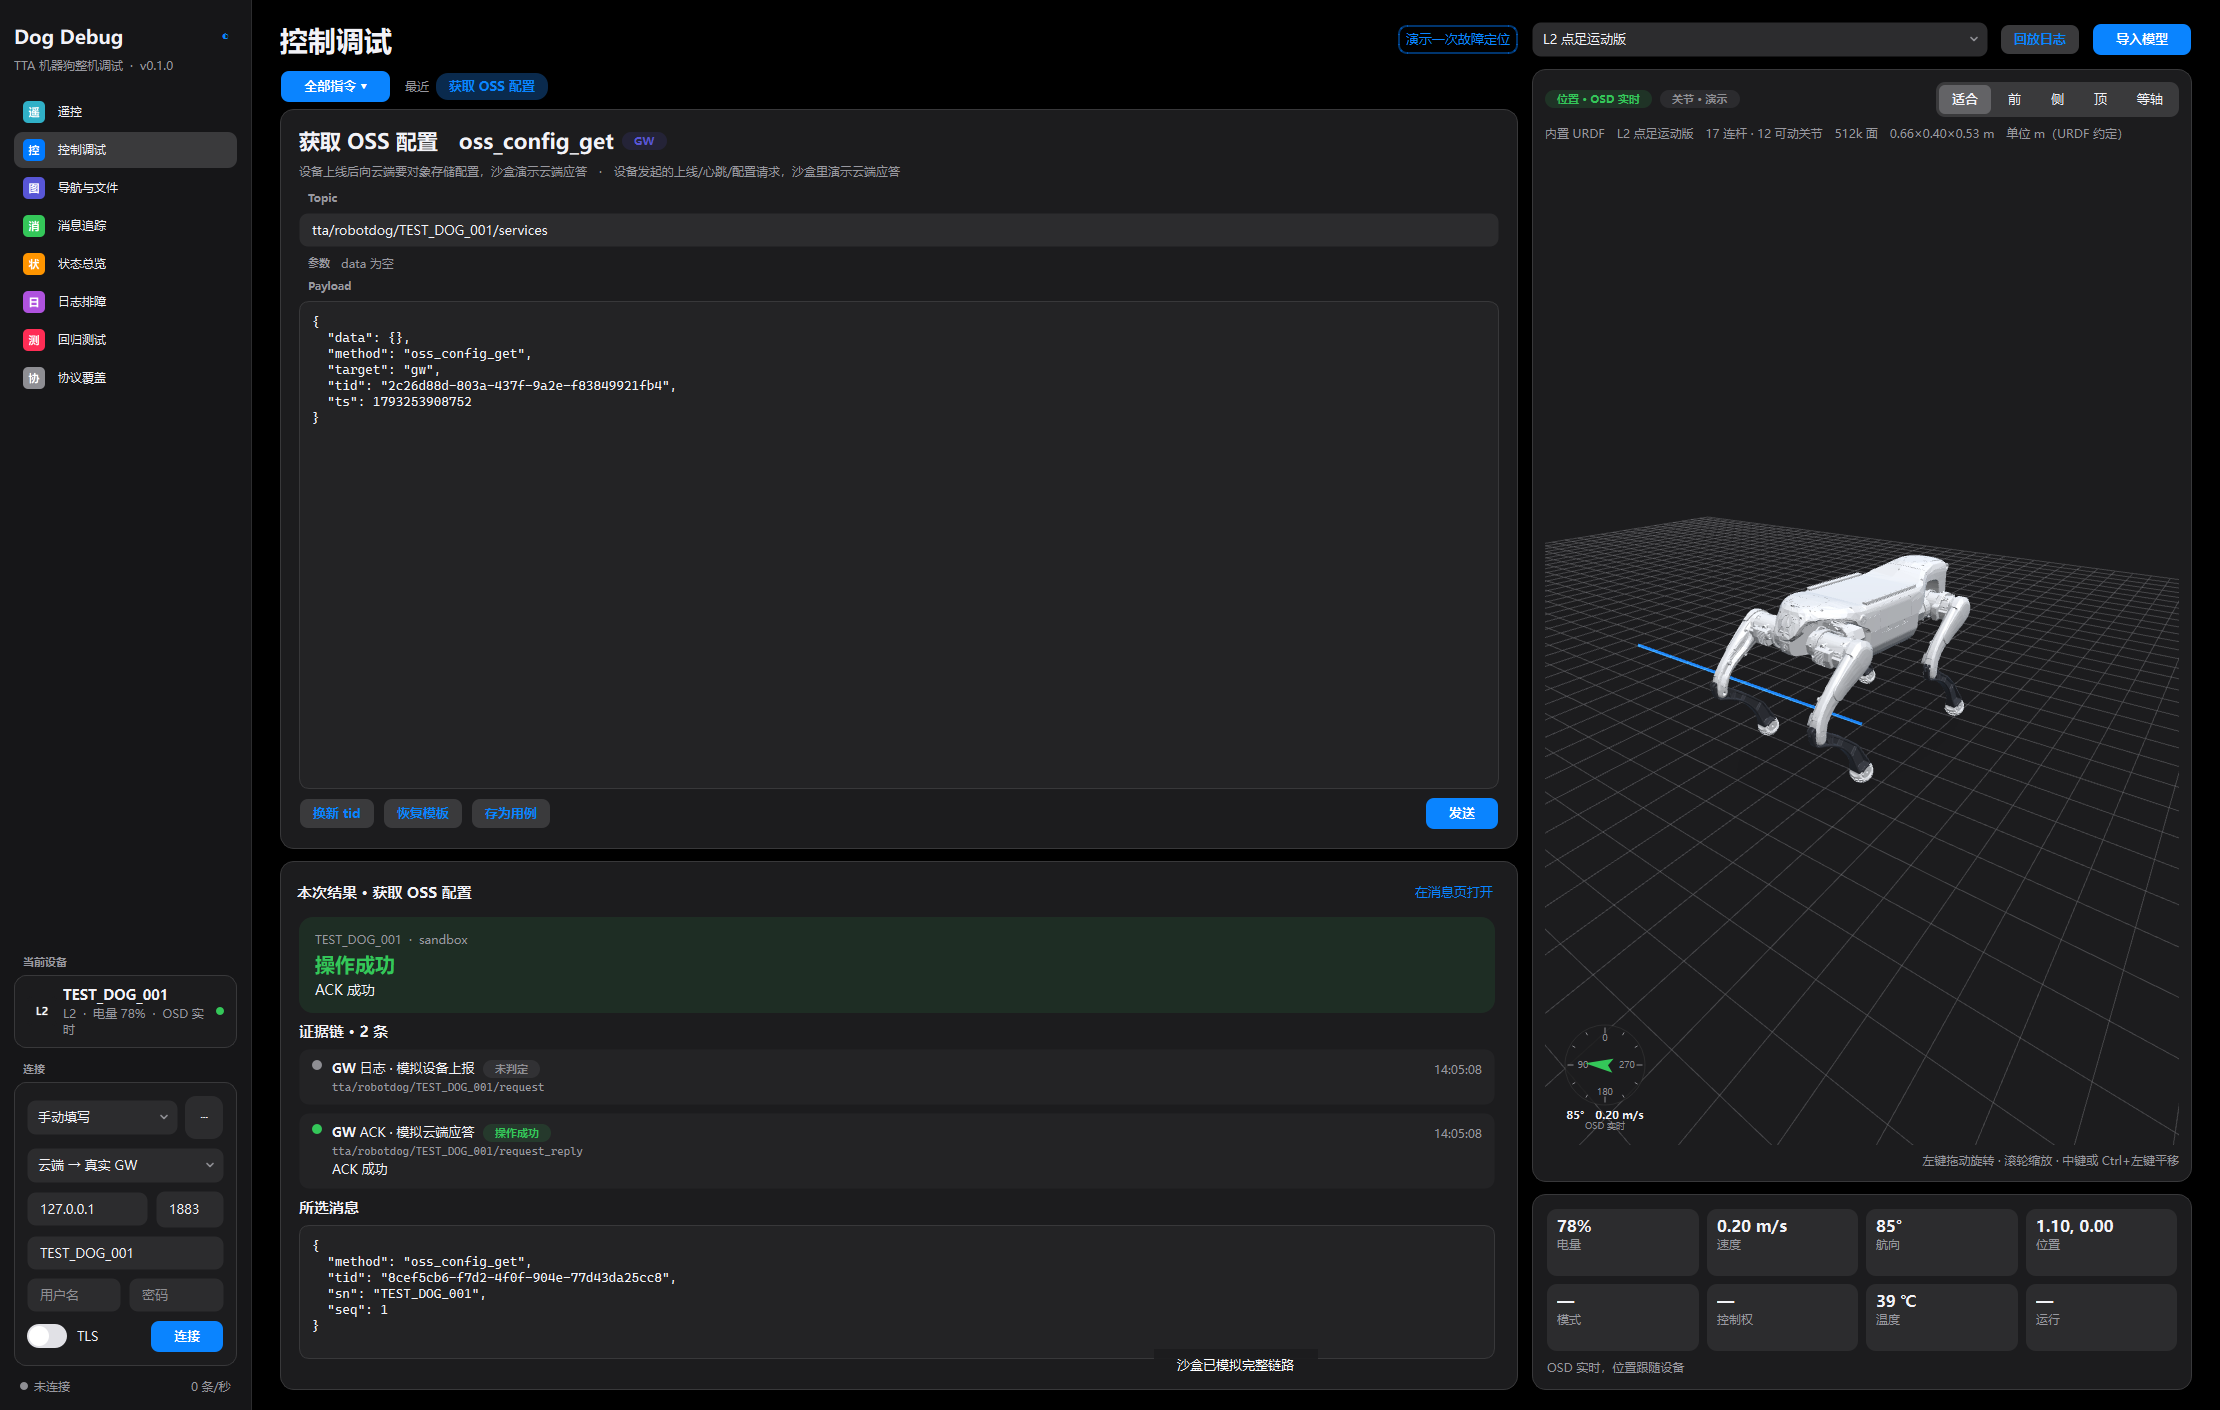 Dog Debug
TTA 机器狗整机调试 · v0.1.0
遥 遥控
控 控制调试
图 导航与文件
消 消息追踪
状 状态总览
日 日志排障
测 回归测试
协 协议覆盖
当前设备
L2
TEST_DOG_001
L2 · 电量 78% · OSD 实
时
连接
手动填写
云端 → 真实 GW
127.0.0.1
1883
TEST_DOG_001
用户名
密码
TLS
连接
未连接
0 条/秒
控制调试
演示一次故障定位
全部指令 ▾
最近
获取 OSS 配置
获取 OSS 配置 oss_config_get GW
设备上线后向云端要对象存储配置，沙盒演示云端应答 · 设备发起的上线/心跳/配置请求，沙盒里演示云端应答
Topic
tta/robotdog/TEST_DOG_001/services
参数 data 为空
Payload
{
"data": {},
"method": "oss_config_get",
"target": "gw",
"tid": "2c26d88d-803a-437f-9a2e-f83849921fb4",
"ts": 1793253908752
}
换新 tid
恢复模板
存为用例
发送
本次结果 • 获取 OSS 配置
在消息页打开
TEST_DOG_001 · sandbox
操作成功
ACK 成功
证据链 • 2 条
GW 日志 · 模拟设备上报 未判定
14:05:08
tta/robotdog/TEST_DOG_001/request
GW ACK · 模拟云端应答 操作成功
14:05:08
tta/robotdog/TEST_DOG_001/request_reply
ACK 成功
所选消息
{
"method": "oss_config_get",
"tid": "8cef5cb6-f7d2-4f0f-904e-77d43da25cc8",
"sn": "TEST_DOG_001",
"seq": 1
}
沙盒已模拟完整链路
L2 点足运动版
回放日志
导入模型
位置 • OSD 实时
关节 • 演示
适合
前
侧
顶
等轴
内置 URDF L2 点足运动版 17 连杆 · 12 可动关节 512k 面 0.66×0.40×0.53 m 单位 m（URDF 约定）
0
90
270
180
85° 0.20 m/s
OSD 实时
左键拖动旋转 · 滚轮缩放 · 中键或 Ctrl+左键平移
78%
电量
0.20 m/s
速度
85°
航向
1.10, 0.00
位置
—
模式
—
控制权
39 ℃
温度
—
运行
OSD 实时，位置跟随设备